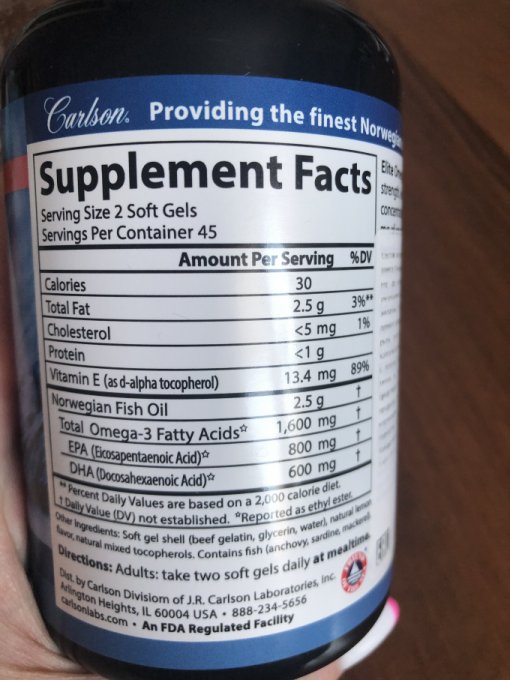 Carlson® Providing the finest Norwegian
Supplement Facts
Serving Size 2 Soft Gels
Servings Per Container 45
Amount Per Serving %DV
Calories 30
Total Fat 2.5 g 3%**
Cholesterol <5 mg 1%
Protein <1 g
Vitamin E (as d-alpha tocopherol) 13.4 mg 89%
Norwegian Fish Oil 2.5 g †
Total Omega-3 Fatty Acids☆ 1,600 mg †
EPA (Eicosapentaenoic Acid)☆ 800 mg †
DHA (Docosahexaenoic Acid)☆ 600 mg †
** Percent Daily Values are based on a 2,000 calorie diet.
† Daily Value (DV) not established. ☆Reported as ethyl ester.
Other Ingredients: Soft gel shell (beef gelatin, glycerin, water), natural lemon
flavor, natural mixed tocopherols. Contains fish (anchovy, sardine, mackerel).
Directions: Adults: take two soft gels daily at mealtime.
Dist. by Carlson Divisiom of J.R. Carlson Laboratories, Inc.
Arlington Heights, IL 60004 USA • 888-234-5656
carlsonlabs.com • An FDA Regulated Facility
Elite
strength